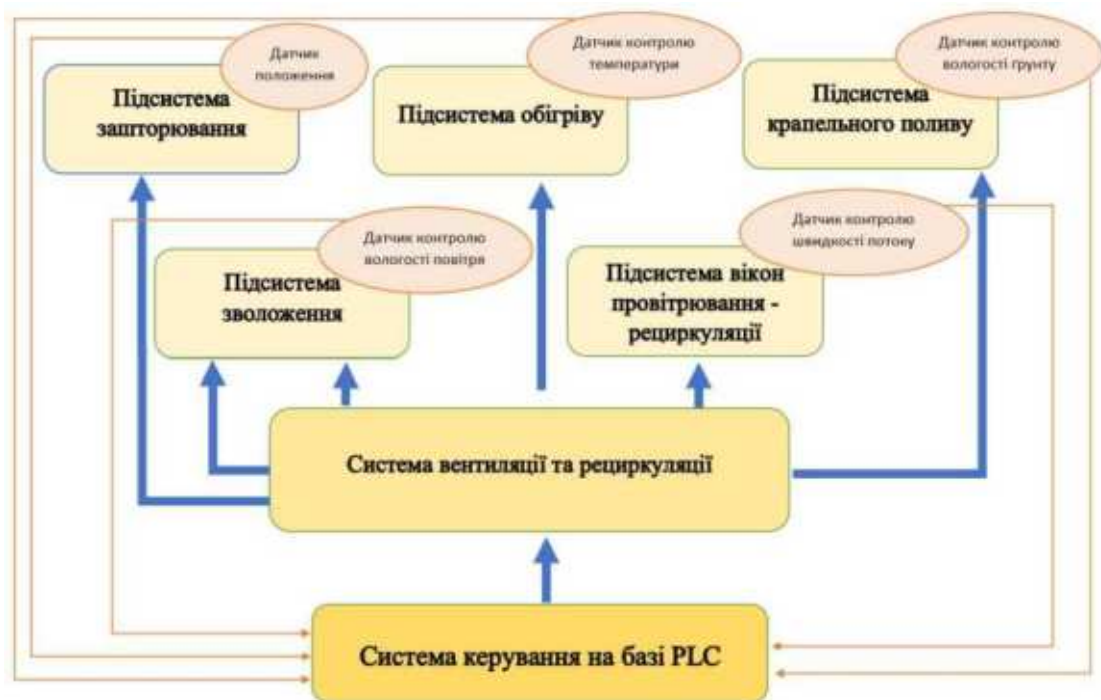 Датчик
положення
Підсистема
зашторювання
Датчик контролю
температури
Підсистема обігріву
Датчик контролю
вологості ґрунту
Підсистема
крапельного поливу
Датчик контролю
вологості повітря
Підсистема
зволоження
Датчик контролю
швидкості потоку
Підсистема вікон
провітрювання -
рециркуляції
Система вентиляції та рециркуляції
Система керування на базі PLC